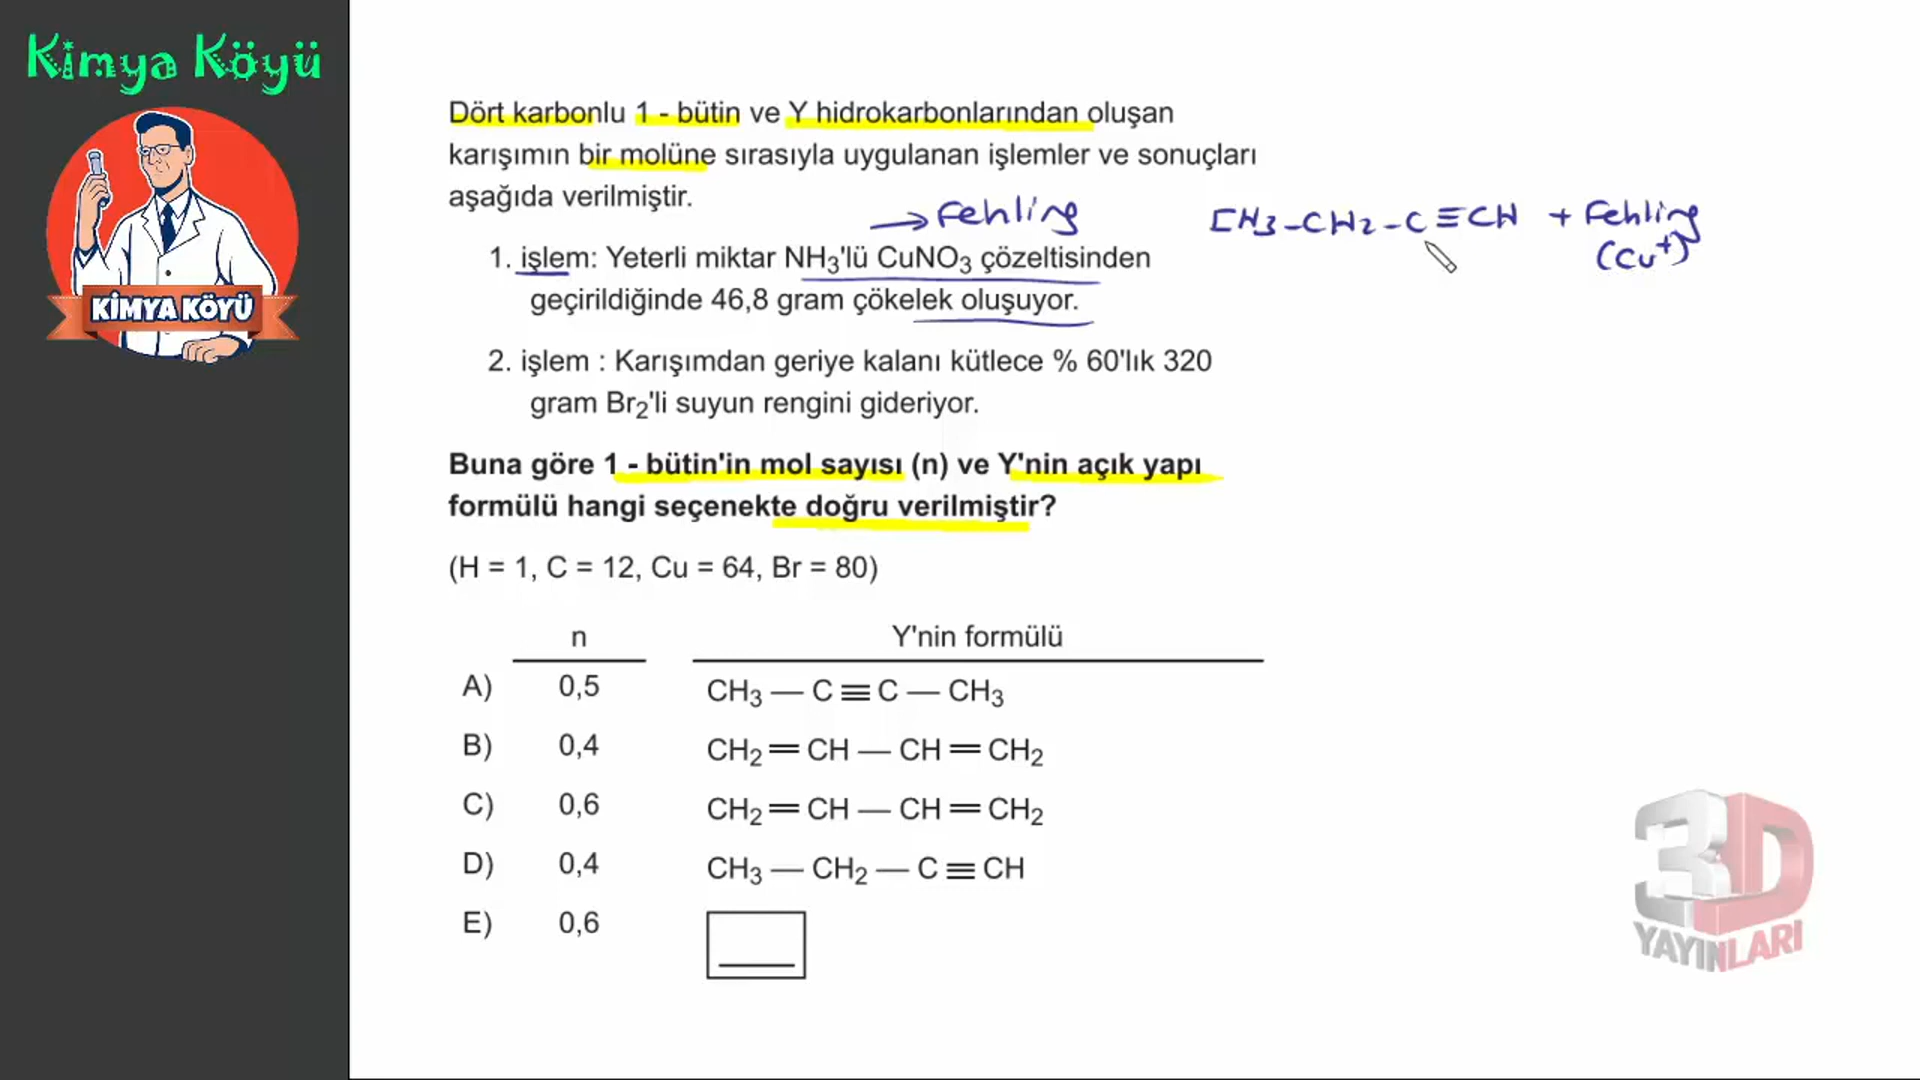 Kimya Köyü
KİMYA KÖYÜ
Dört karbonlu 1 - bütin ve Y hidrokarbonlarından oluşan
karışımın bir molüne sırasıyla uygulanan işlemler ve sonuçları
aşağıda verilmiştir.
→ Fehling
CH3-CH2-C≡CH + Fehling
(Cu+)
1. işlem: Yeterli miktar NH3'lü CuNO3 çözeltisinden
geçirildiğinde 46,8 gram çökelek oluşuyor.
2. işlem : Karışımdan geriye kalanı kütlece % 60'lık 320
gram Br2'li suyun rengini gideriyor.
Buna göre 1 - bütin'in mol sayısı (n) ve Y'nin açık yapı
formülü hangi seçenekte doğru verilmiştir?
(H = 1, C = 12, Cu = 64, Br = 80)
n Y'nin formülü
A) 0,5 CH3 — C ≡ C — CH3
B) 0,4 CH2 = CH — CH = CH2
C) 0,6 CH2 = CH — CH = CH2
D) 0,4 CH3 — CH2 — C ≡ CH
E) 0,6
3D
YAYINLARI